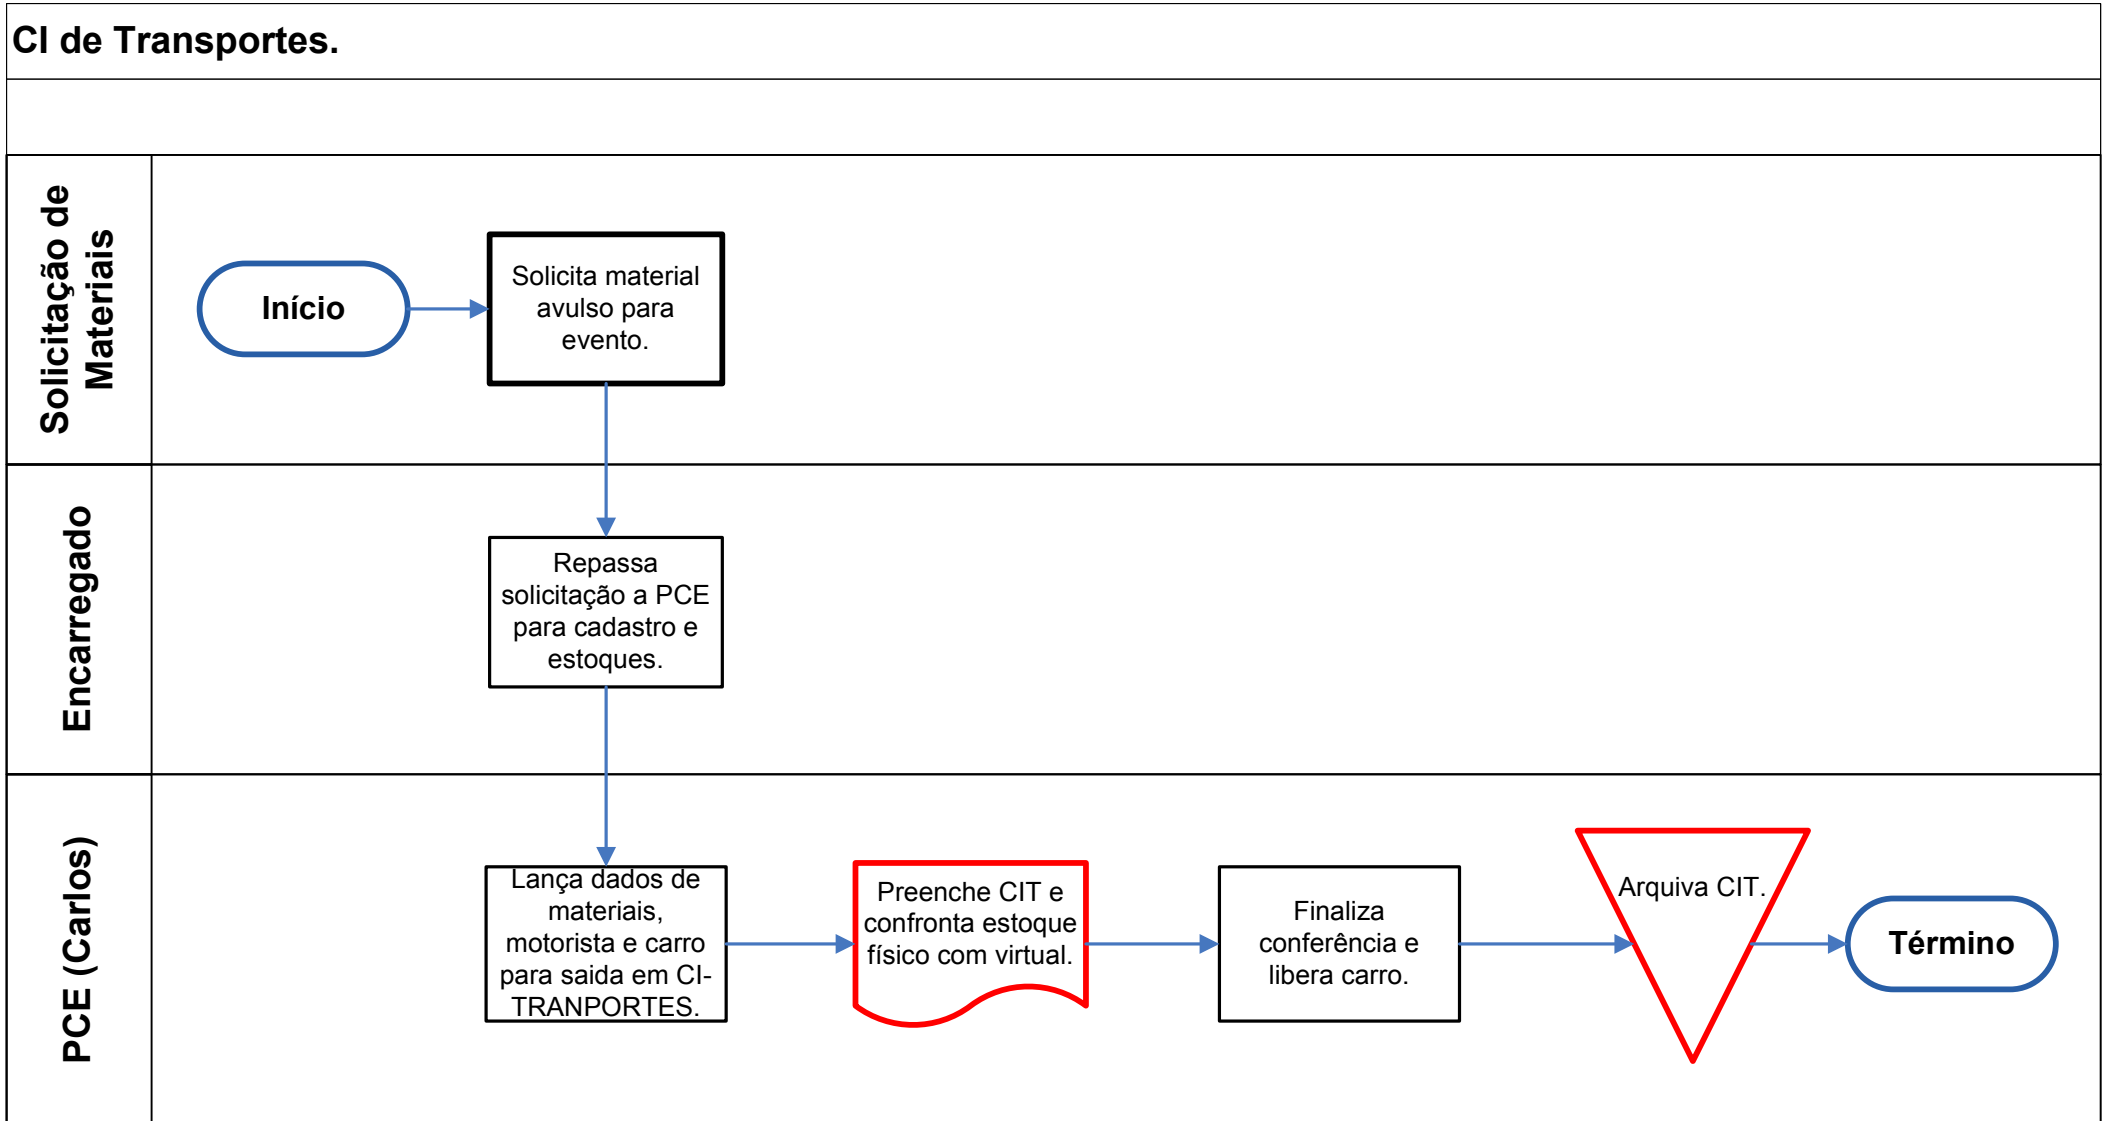 CI de Transportes.
Solicitação de
Materiais
Início
Solicita material
avulso para
evento.
Encarregado
Repassa
solicitação a PCE
para cadastro e
estoques.
PCE (Carlos)
Lança dados de
materiais,
motorista e carro
para saida em CI-
TRANPORTES.
Preenche CIT e
confronta estoque
físico com virtual.
Finaliza
conferência e
libera carro.
Arquiva CIT.
Término